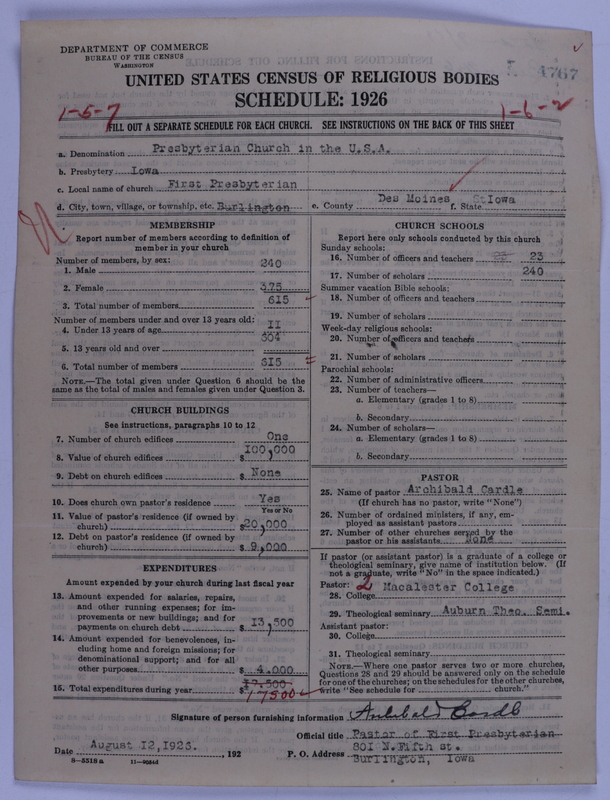 DEPARTMENT OF COMMERCE
BUREAU OF THE CENSUS
WASHINGTON
4767
UNITED STATES CENSUS OF RELIGIOUS BODIES
SCHEDULE: 1926
1-5-7
1-6-2
FILL OUT A SEPARATE SCHEDULE FOR EACH CHURCH. SEE INSTRUCTIONS ON THE BACK OF THIS SHEET
a. Denomination Presbyterian Church in the U.S.A.
b. Presbytery Iowa
c. Local name of church First Presbyterian
d. City, town, village, or township, etc. Burlington e. County Des Moines f. State Iowa
MEMBERSHIP
Report number of members according to definition of
member in your church
Number of members, by sex:
1. Male 240
2. Female 375
3. Total number of members 615
Number of members under and over 13 years old:
4. Under 13 years of age 11
5. 13 years old and over 604
6. Total number of members 615
NOTE.—The total given under Question 6 should be the
same as the total of males and females given under Question 3.
CHURCH BUILDINGS
See instructions, paragraphs 10 to 12
7. Number of church edifices One
8. Value of church edifices $ 100,000
9. Debt on church edifices $ None
10. Does church own pastor's residence Yes
Yes or No
11. Value of pastor's residence (if owned by
church) $ 20,000
12. Debt on pastor's residence (if owned by
church) $ 9,000
EXPENDITURES
Amount expended by your church during last fiscal year
13. Amount expended for salaries, repairs,
and other running expenses; for im-
provements or new buildings; and for
payments on church debt $ 13,500
14. Amount expended for benevolences, in-
cluding home and foreign missions; for
denominational support; and for all
other purposes $ 4.000
17.500
15. Total expenditures during year $ 17500
CHURCH SCHOOLS
Report here only schools conducted by this church
Sunday schools:
16. Number of officers and teachers 23
17. Number of scholars 240
Summer vacation Bible schools:
18. Number of officers and teachers
19. Number of scholars
Week-day religious schools:
20. Number of officers and teachers
21. Number of scholars
Parochial schools:
22. Number of administrative officers
23. Number of teachers—
a. Elementary (grades 1 to 8)
b. Secondary
24. Number of scholars—
a. Elementary (grades 1 to 8)
b. Secondary
PASTOR
25. Name of pastor Archibald Cardle
(If church has no pastor, write "None")
26. Number of ordained ministers, if any, em-
ployed as assistant pastors
27. Number of other churches served by the
pastor or his assistants None
If pastor (or assistant pastor) is a graduate of a college or
theological seminary, give name of institution below. (If
not a graduate, write "No" in the space indicated.)
Pastor: 2
28. College Macalester College
29. Theological seminary Auburn Theo. Semi.
Assistant pastor:
30. College
31. Theological seminary
NOTE.—Where one pastor serves two or more churches,
Questions 28 and 29 should be answered only on the schedule
for one of the churches; on the schedules for the other churches,
write "See schedule for church."
Signature of person furnishing information Archibald Cardle
Official title Pastor of First Presbyterian
Date August 12, 1926. , 192
P. O. Address 801 N. Fifth st.
Burlington, Iowa
8-5518 a